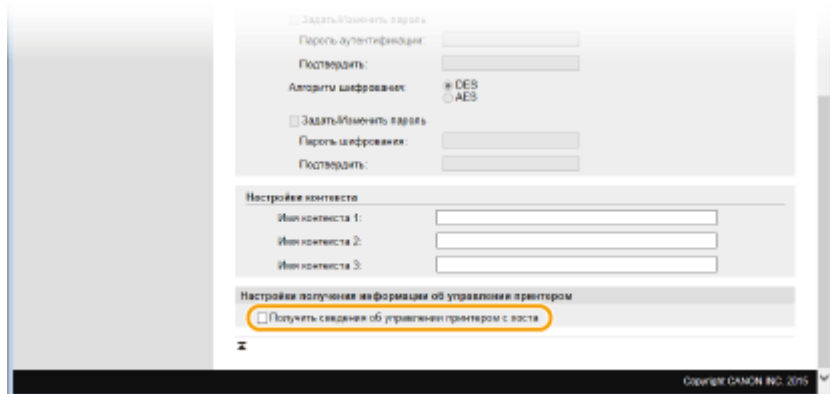 Задать/Изменить пароль
Пароль аутентификации:
Подтвердить:
Алгоритм шифрования:
DES
AES
Задать/Изменить пароль
Пароль шифрования:
Подтвердить:
Настройки контекста
Имя контекста 1:
Имя контекста 2:
Имя контекста 3:
Настройки получения информации об управлении принтером
Получить сведения об управлении принтером с хоста
Copyright CANON INC. 2015